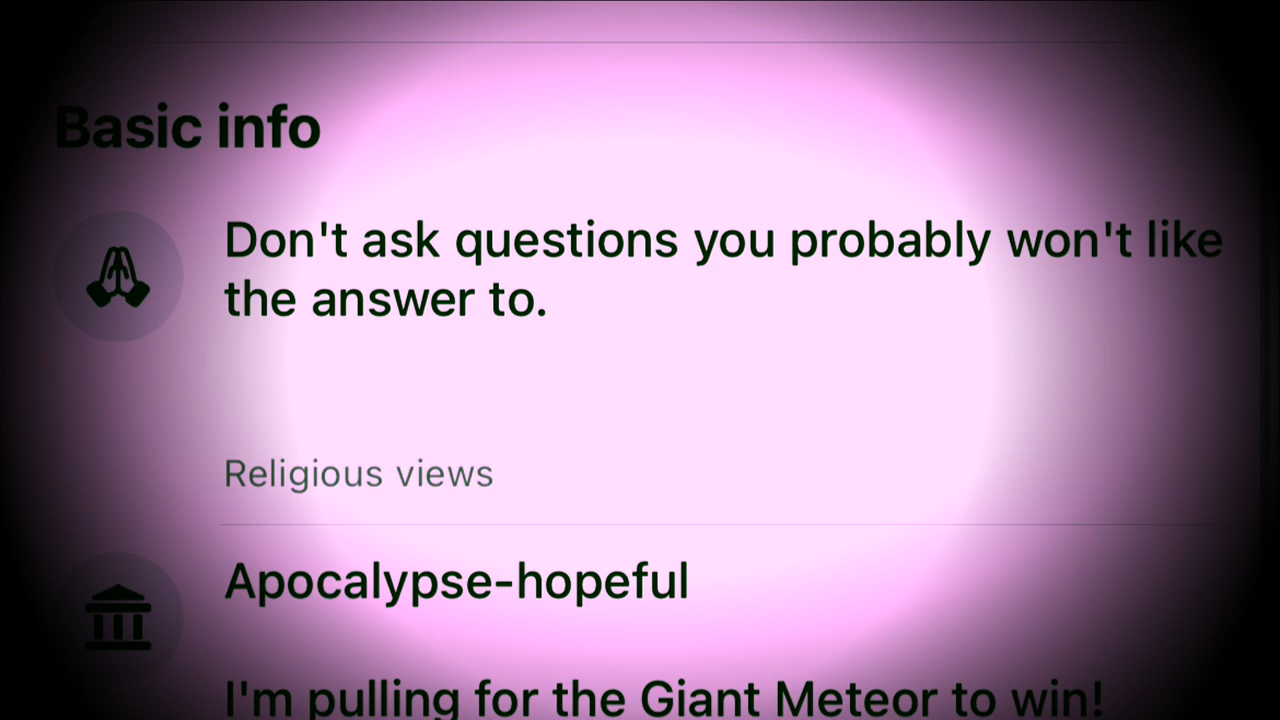 Basic info
Don't ask questions you probably won't like
the answer to.
Religious views
Apocalypse-hopeful
I'm pulling for the Giant Meteor to win!